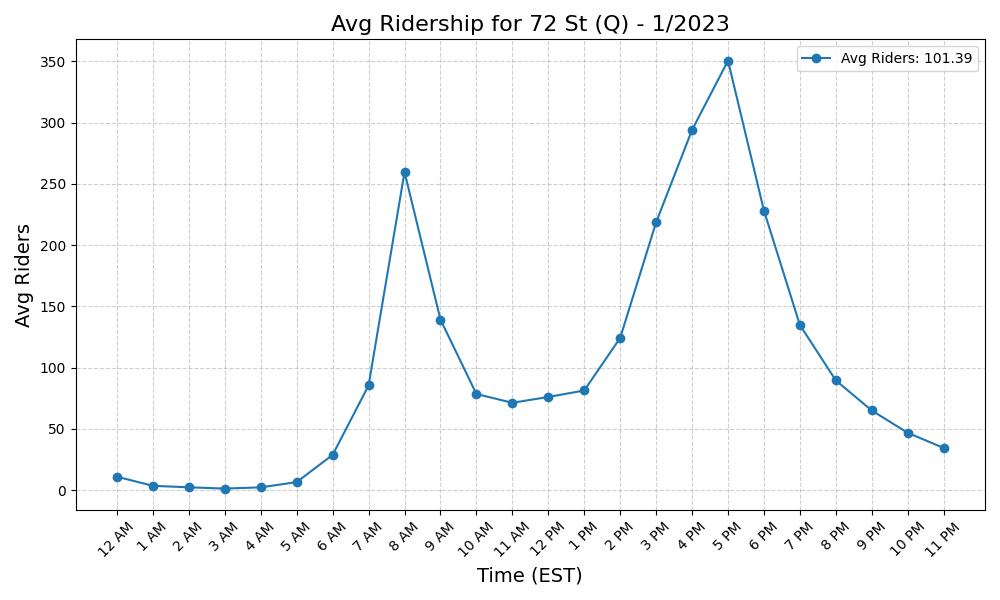 Avg Ridership for 72 St (Q) - 1/2023
Avg Riders: 101.39
Avg Riders
350
300
250
200
150
100
50
0
12 AM
1 AM
2 AM
3 AM
4 AM
5 AM
6 AM
7 AM
8 AM
9 AM
10 AM
11 AM
12 PM
1 PM
2 PM
3 PM
4 PM
5 PM
6 PM
7 PM
8 PM
9 PM
10 PM
11 PM
Time (EST)